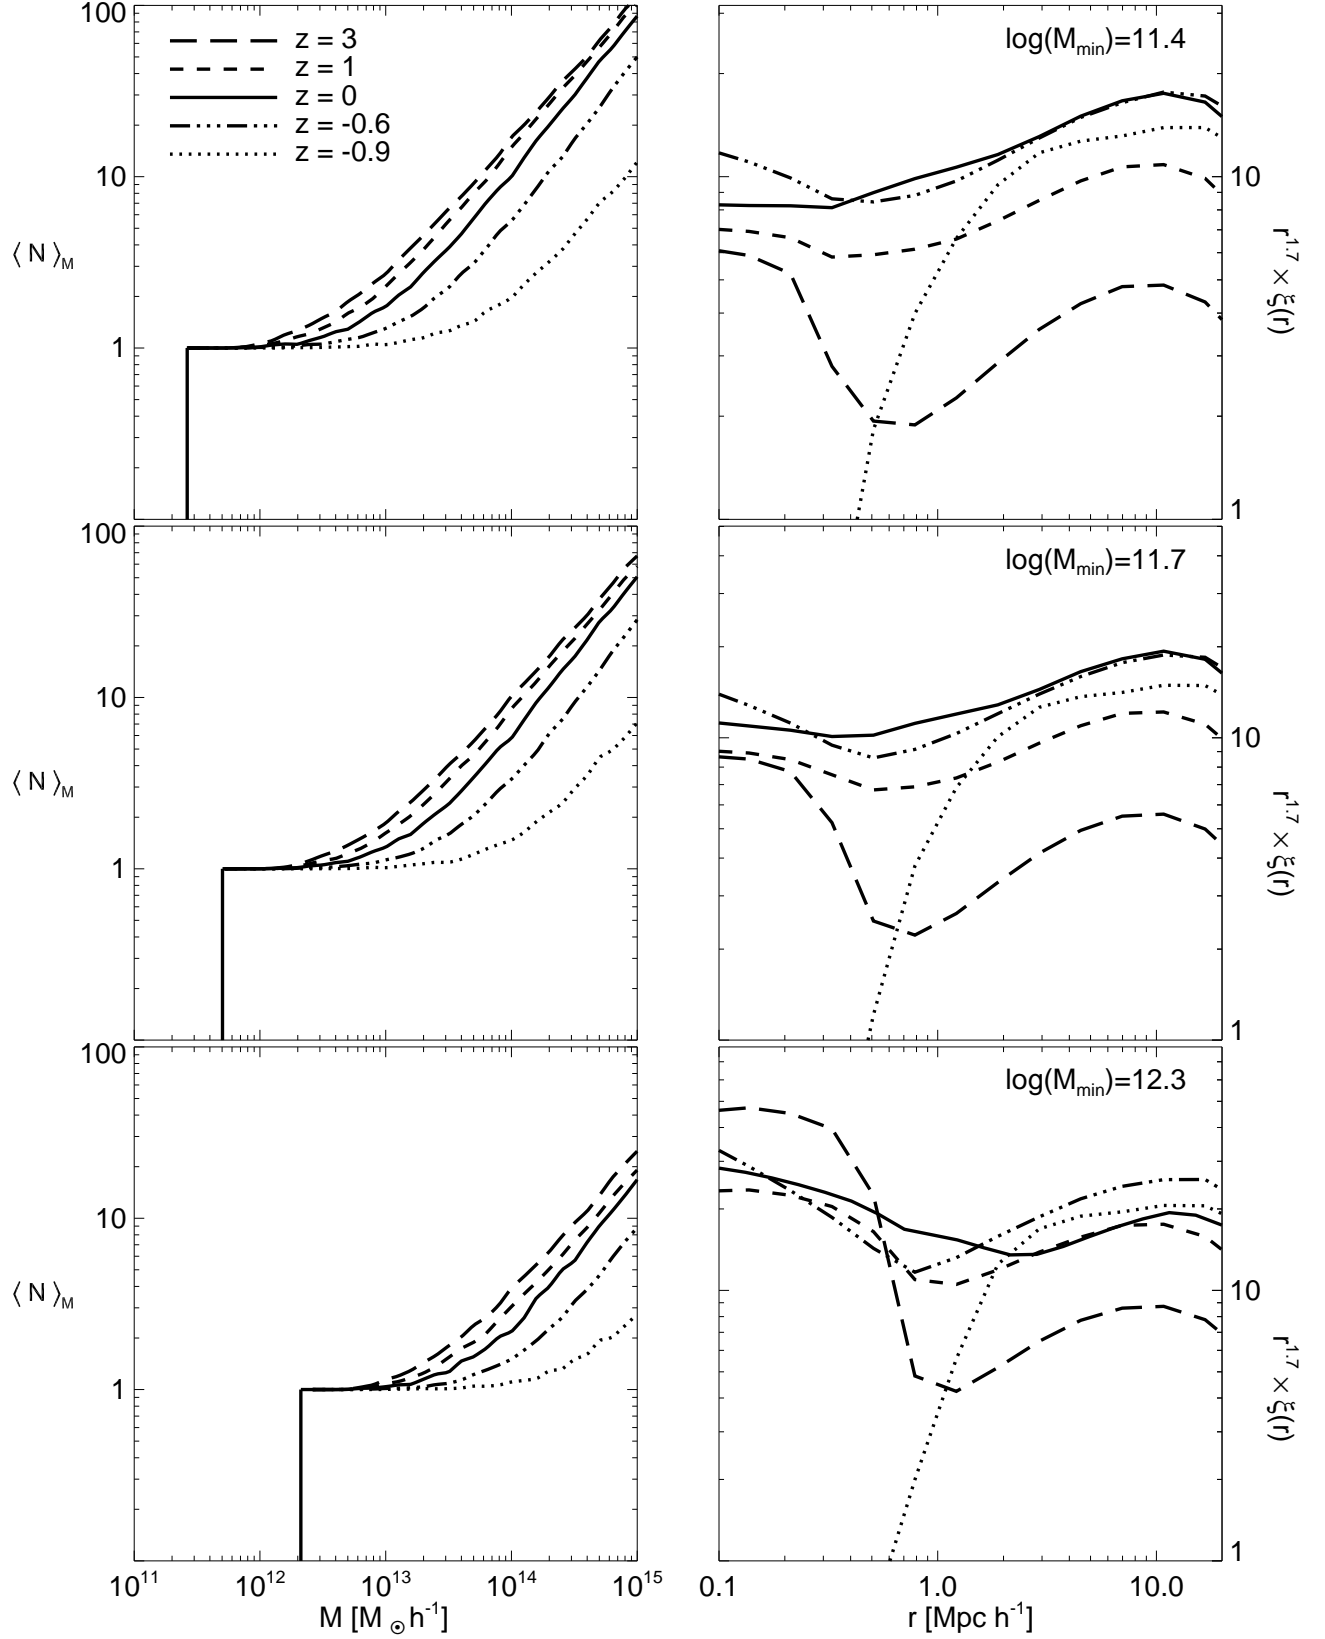 100
10
1
⟨ N ⟩M
z = 3
z = 1
z = 0
z = -0.6
z = -0.9
log(Mmin)=11.4
10
1
r1.7 × ξ(r)
100
10
1
⟨ N ⟩M
log(Mmin)=11.7
10
1
r1.7 × ξ(r)
100
10
1
⟨ N ⟩M
log(Mmin)=12.3
10
1
r1.7 × ξ(r)
1011 1012 1013 1014 1015
M [M⊙h-1]
0.1 1.0 10.0
r [Mpc h-1]